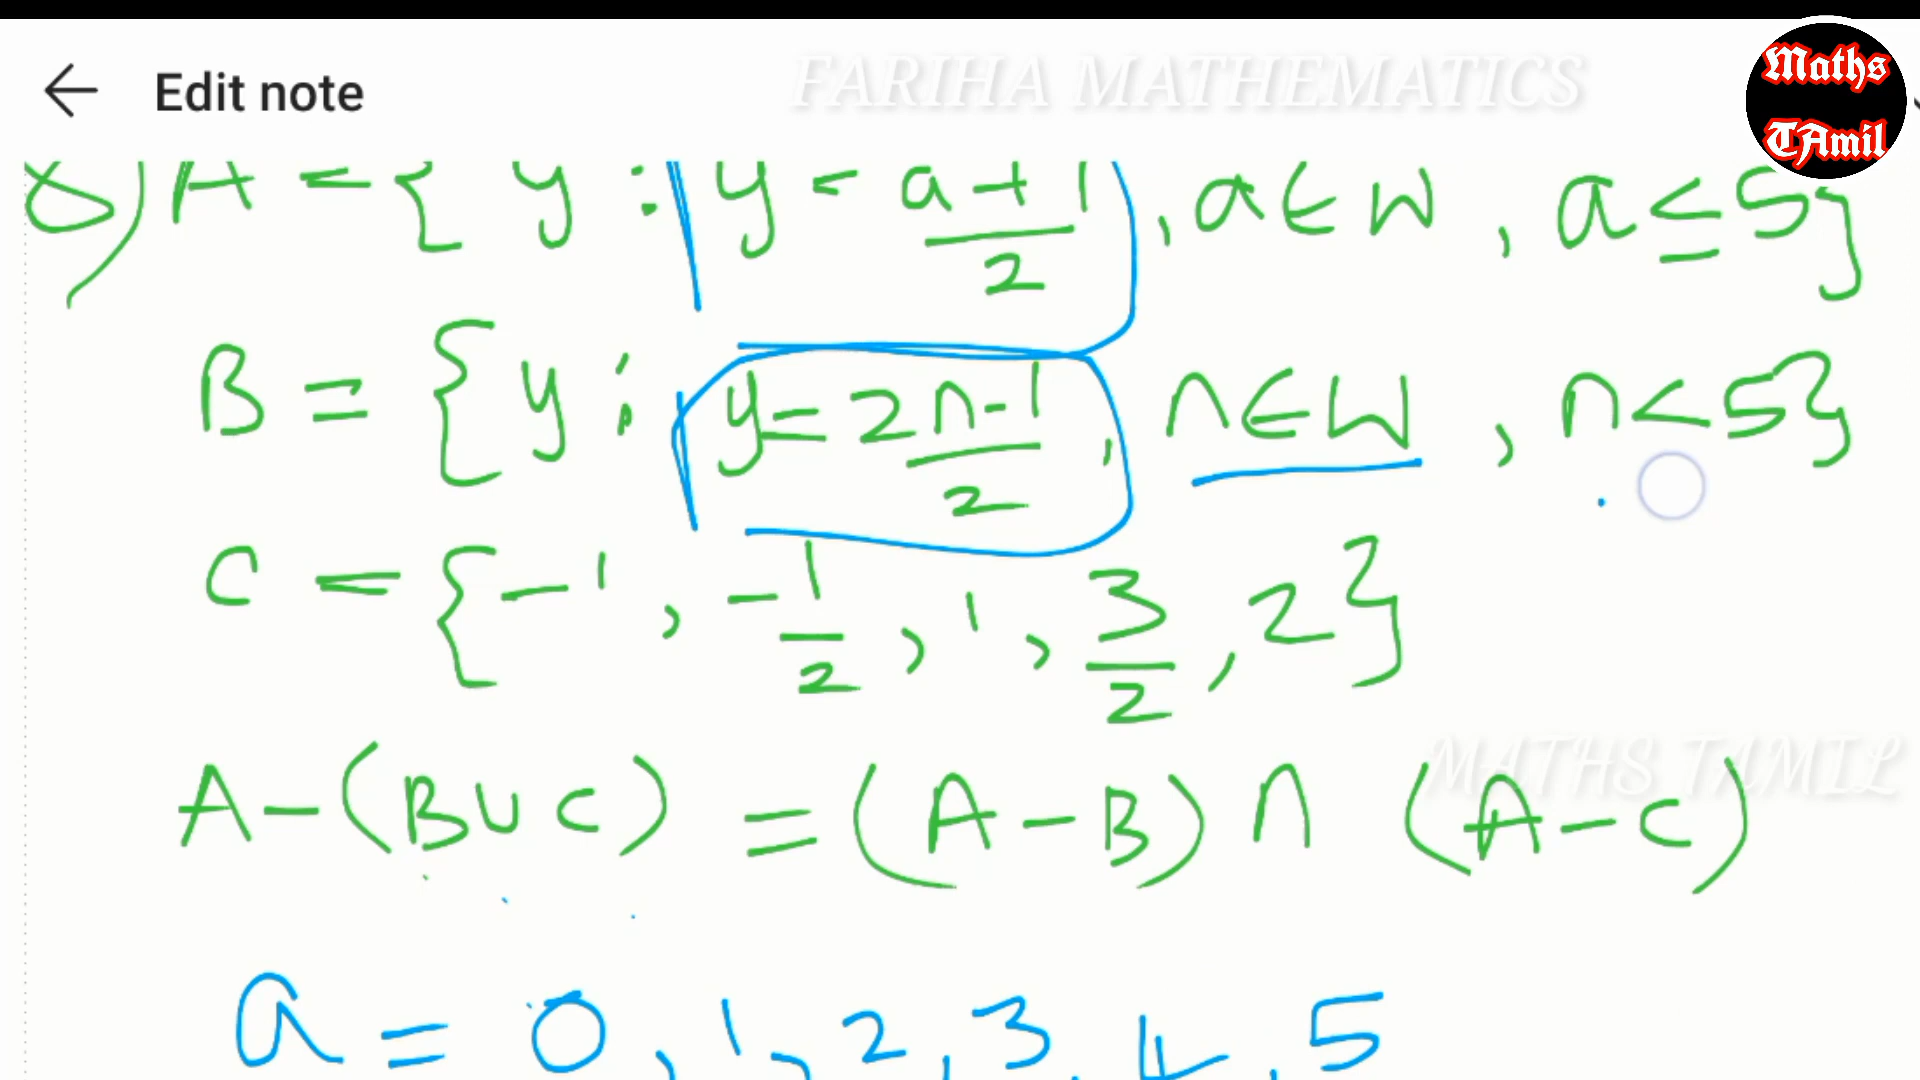 Edit note
FARIHA MATHEMATICS
Maths
TAmil
A = { y : y = a+1/2 , a ∈ W , a ≤ 5}
B = { y : y = 2n-1/2 , n ∈ W , n < 5}
C = { -1 , -1/2 , 1 , 3/2 , 2 }
MATHS TAMIL
A - (B ∪ C) = (A - B) ∩ (A - C)
a = 0 , 1 , 2 , 3 , 4 , 5